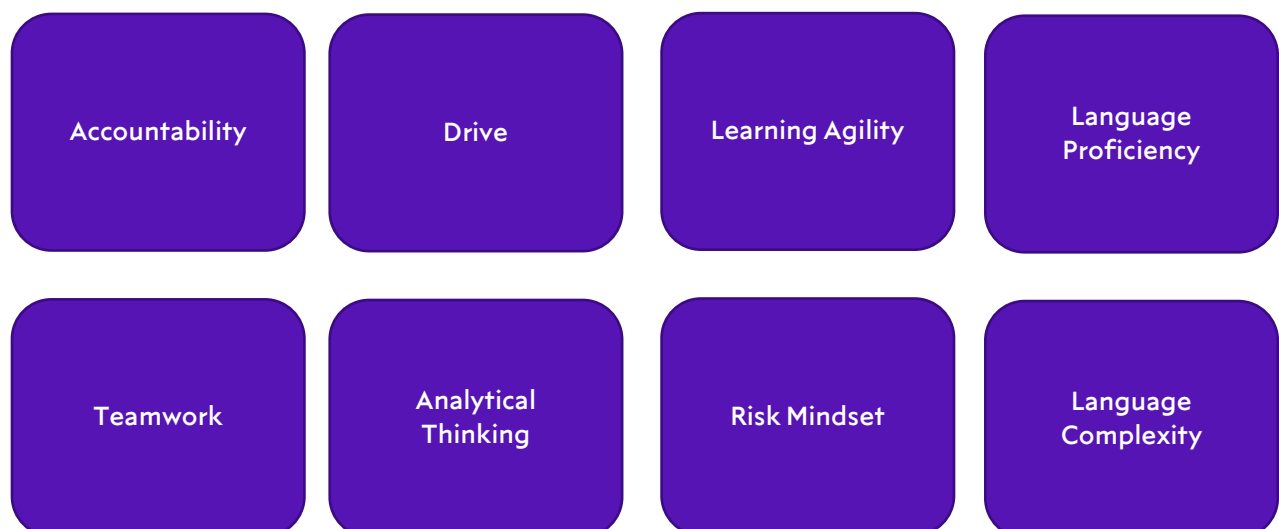 Accountability
Drive
Learning Agility
Language
Proficiency
Teamwork
Analytical
Thinking
Risk Mindset
Language
Complexity